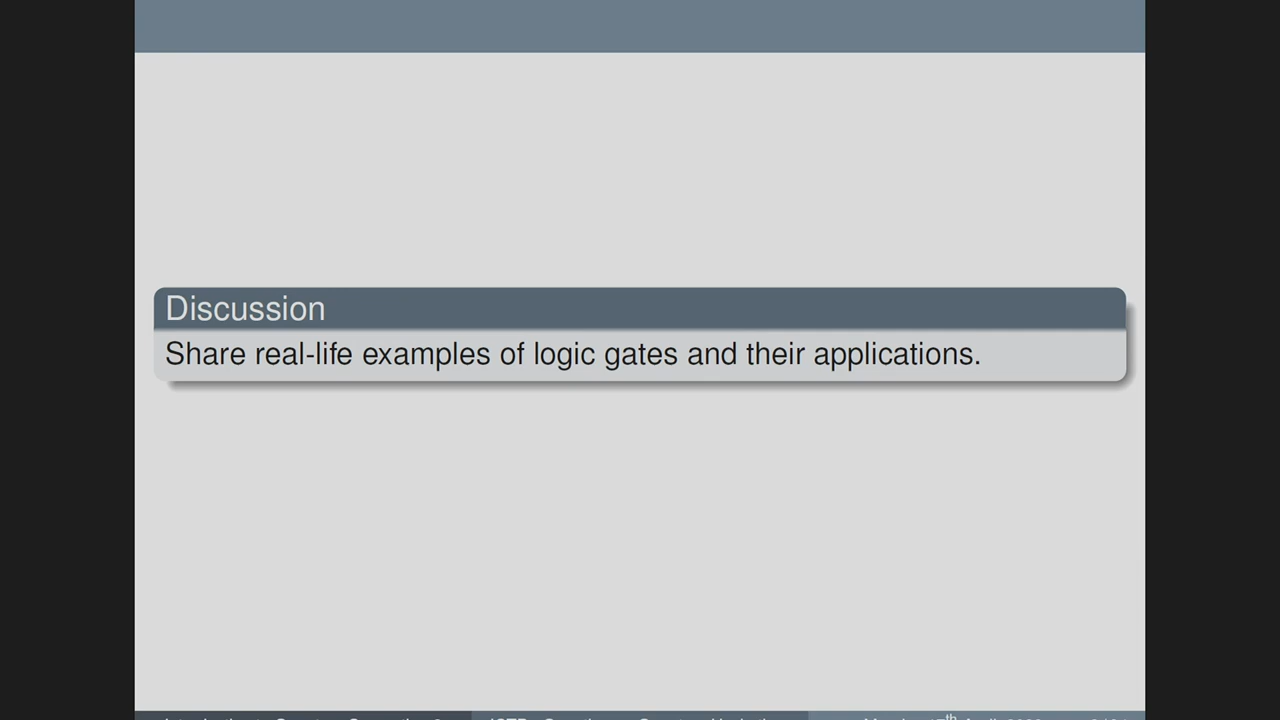 Discussion
Share real-life examples of logic gates and their applications.